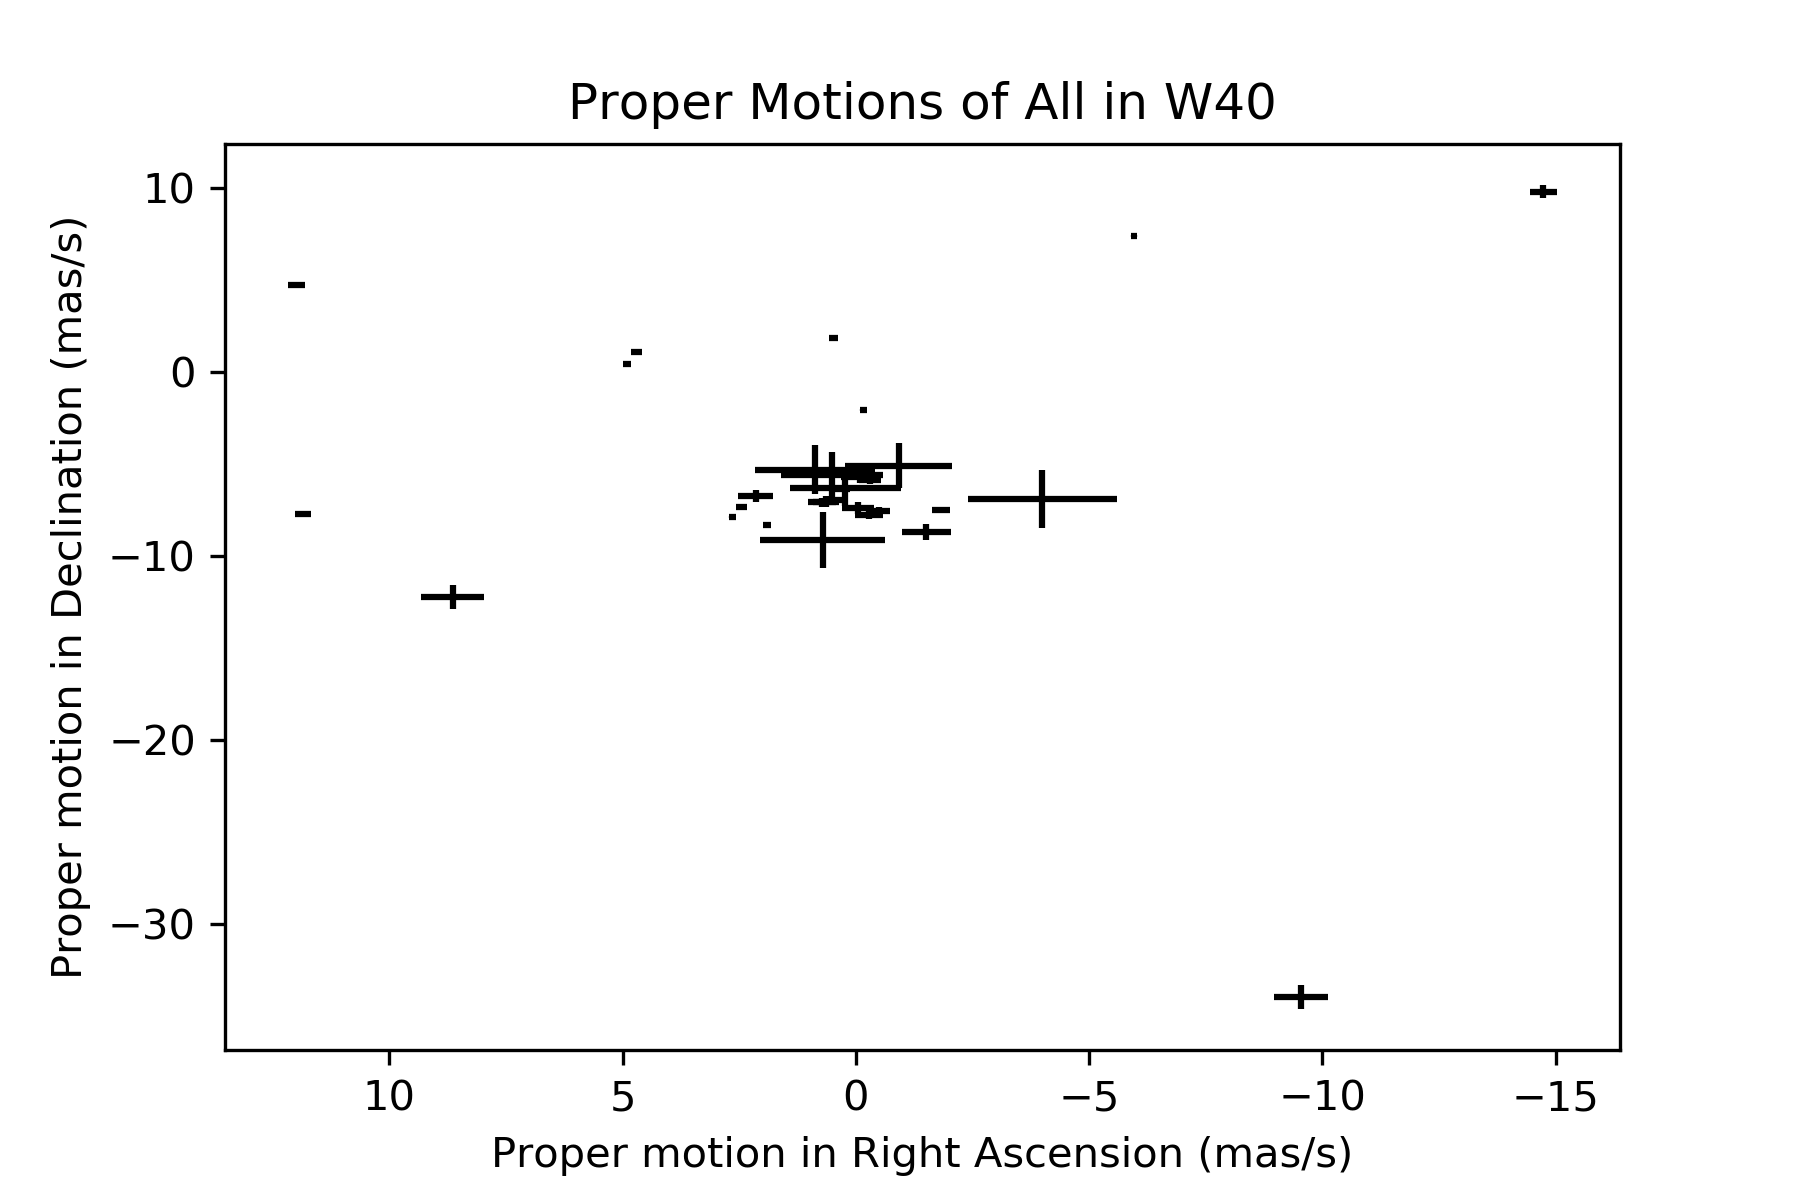 Proper Motions of All in W40
Proper motion in Declination (mas/s)
10
0
−10
−20
−30
10 5 0 −5 −10 −15
Proper motion in Right Ascension (mas/s)